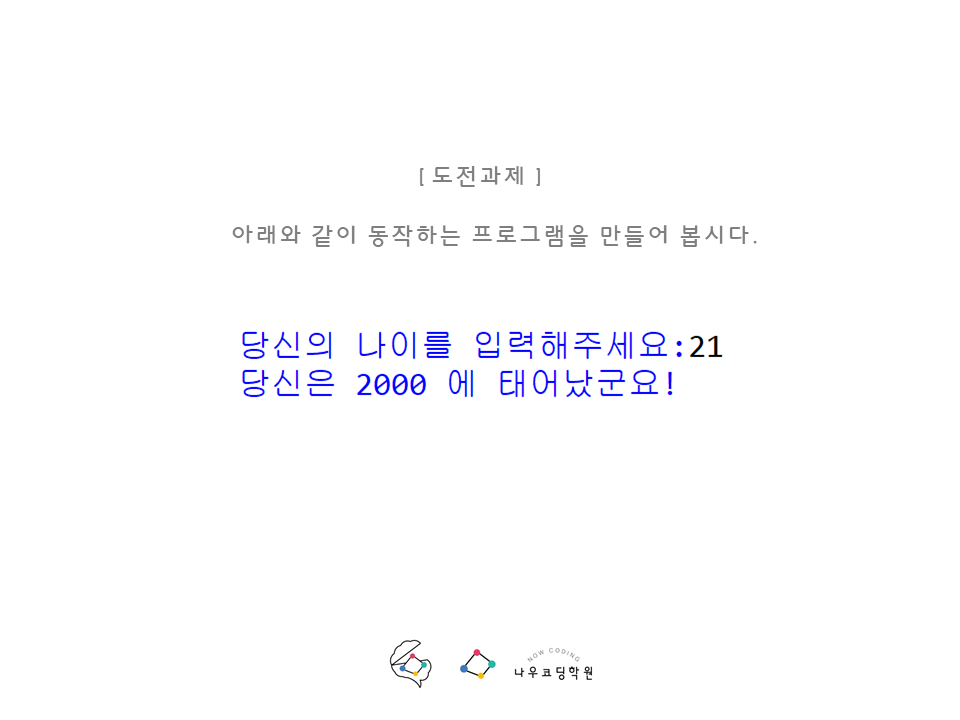 [ 도전과제 ]
아래와 같이 동작하는 프로그램을 만들어 봅시다.
당신의 나이를 입력해주세요:21
당신은 2000 에 태어났군요!
NOW CODING
나우코딩학원